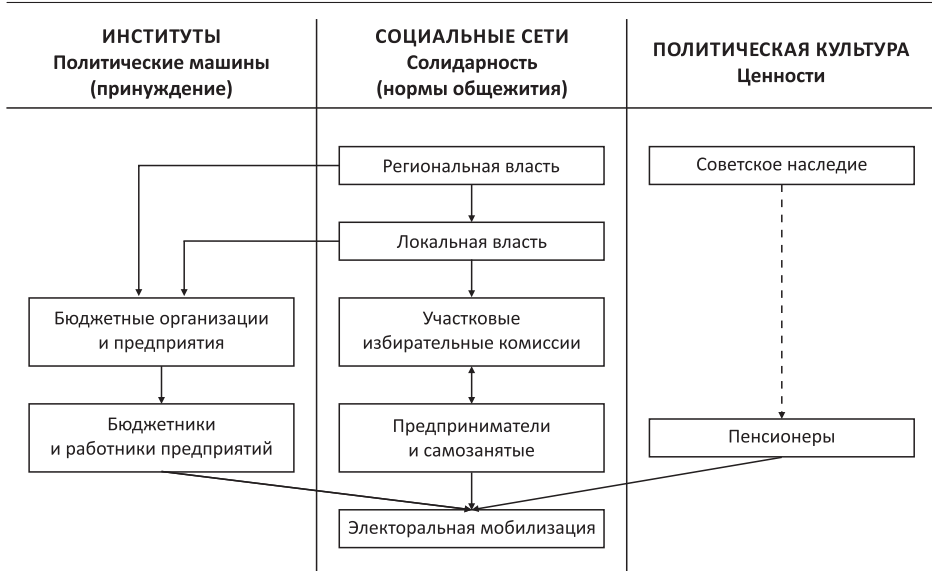 ИНСТИТУТЫ
Политические машины
(принуждение)
СОЦИАЛЬНЫЕ СЕТИ
Солидарность
(нормы общежития)
ПОЛИТИЧЕСКАЯ КУЛЬТУРА
Ценности
Региональная власть
Советское наследие
Локальная власть
Бюджетные организации
и предприятия
Участковые
избирательные комиссии
Бюджетники
и работники предприятий
Предприниматели
и самозанятые
Пенсионеры
Электоральная мобилизация